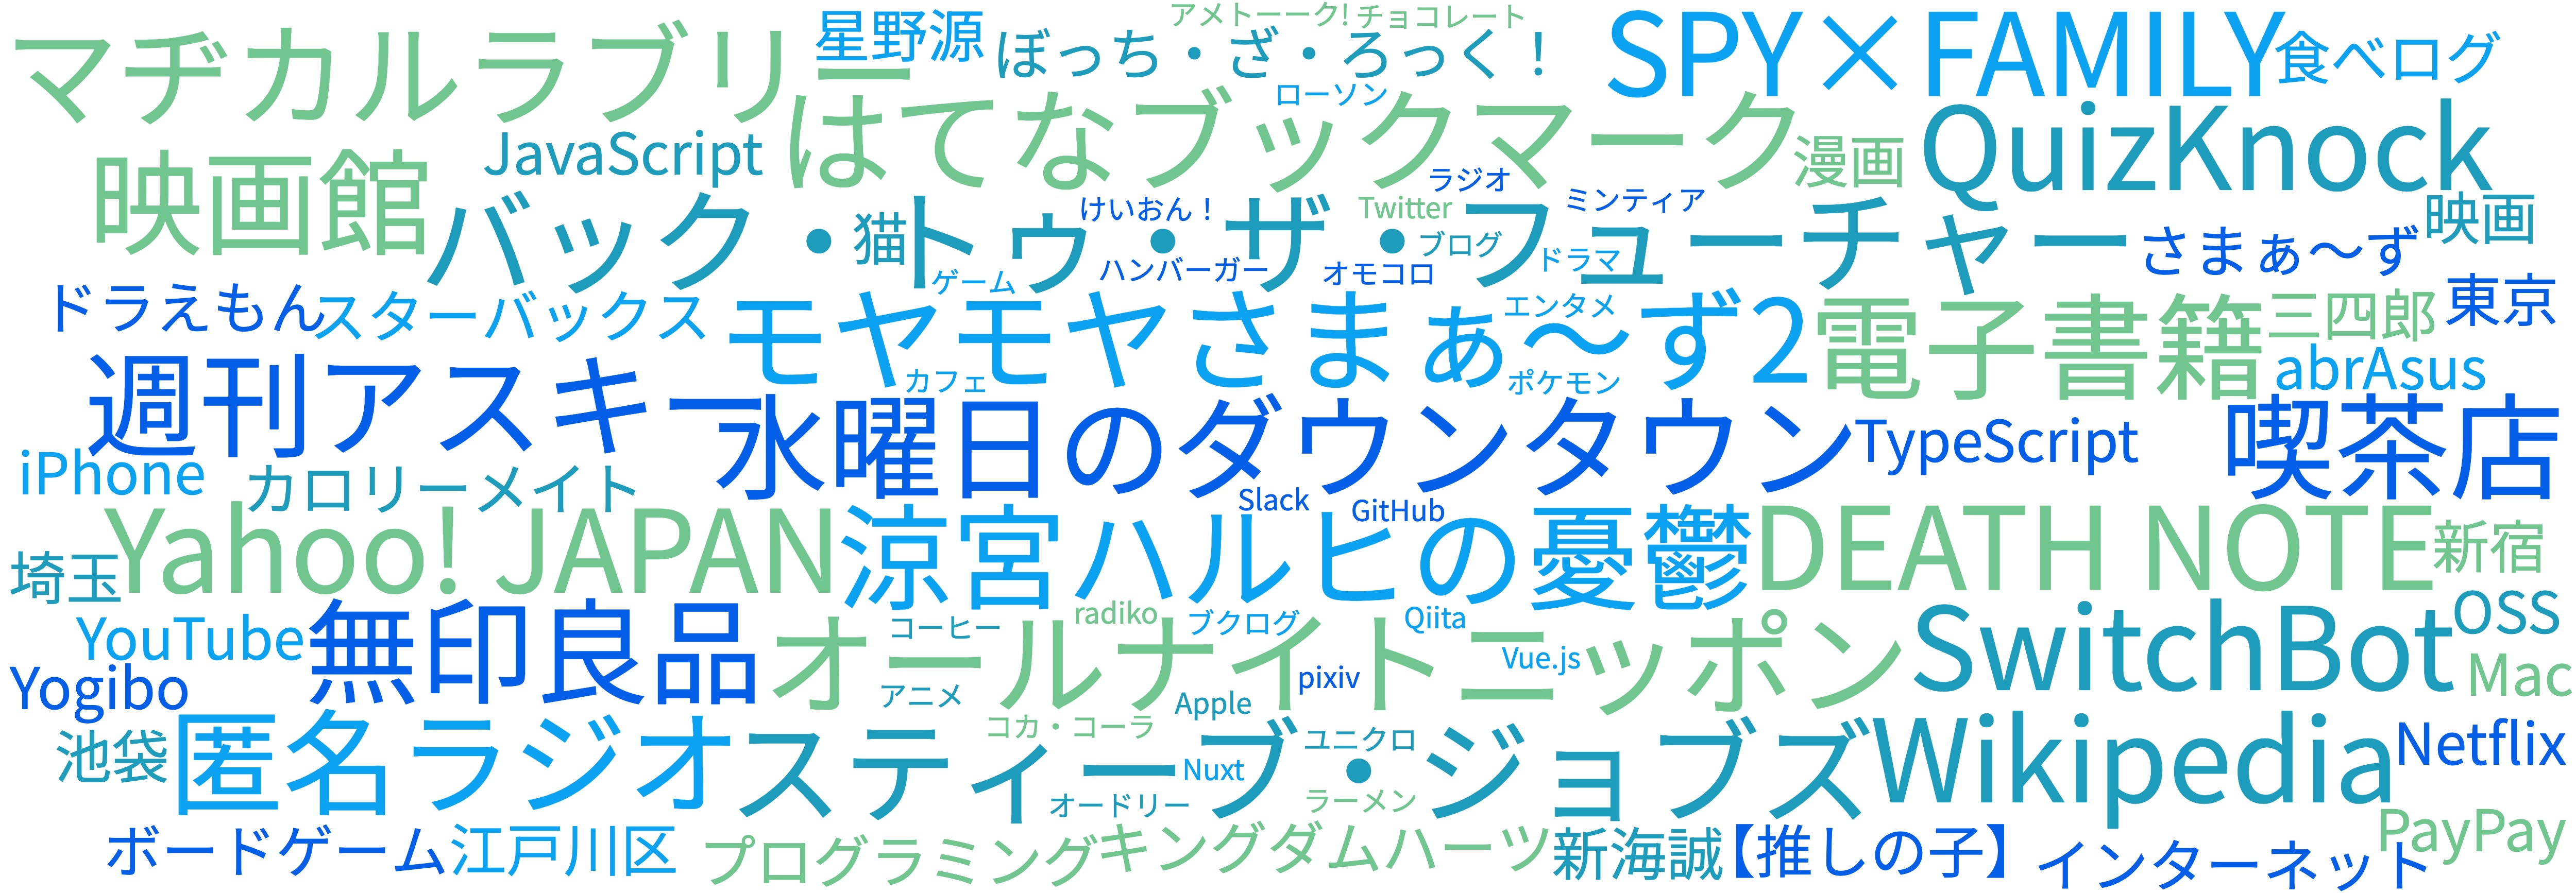 アメトーーク!
チョコレート
マヂカルラブリー
星野源
ぼっち・ざ・ろっく！
SPY×FAMILY
食べログ
ローソン
はてなブックマーク
JavaScript
漫画
QuizKnock
映画館
バック・トゥ・ザ・フューチャー
猫
けいおん！
Twitter
ラジオ
ミンティア
ブログ
ドラマ
さまぁ～ず
映画
ゲーム
ハンバーガー
オモコロ
ドラえもん
スターバックス
モヤモヤさまぁ～ず2
エンタメ
電子書籍
三四郎
東京
週刊アスキー
カフェ
ポケモン
abrAsus
水曜日のダウンタウン
TypeScript
喫茶店
iPhone
カロリーメイト
Slack
GitHub
Yahoo! JAPAN
涼宮ハルヒの憂鬱
DEATH NOTE
新宿
埼玉
YouTube
無印良品
コーヒー
radiko
ブクログ
Qiita
オールナイトニッポン
SwitchBot
OSS
Yogibo
アニメ
pixiv
Vue.js
Mac
Apple
コカ・コーラ
池袋
匿名ラジオ
スティーブ・ジョブズ
ユニクロ
Nuxt
Wikipedia
Netflix
オードリー
ラーメン
PayPay
ボードゲーム
江戸川区
プログラミング
キングダムハーツ
新海誠
【推しの子】
インターネット